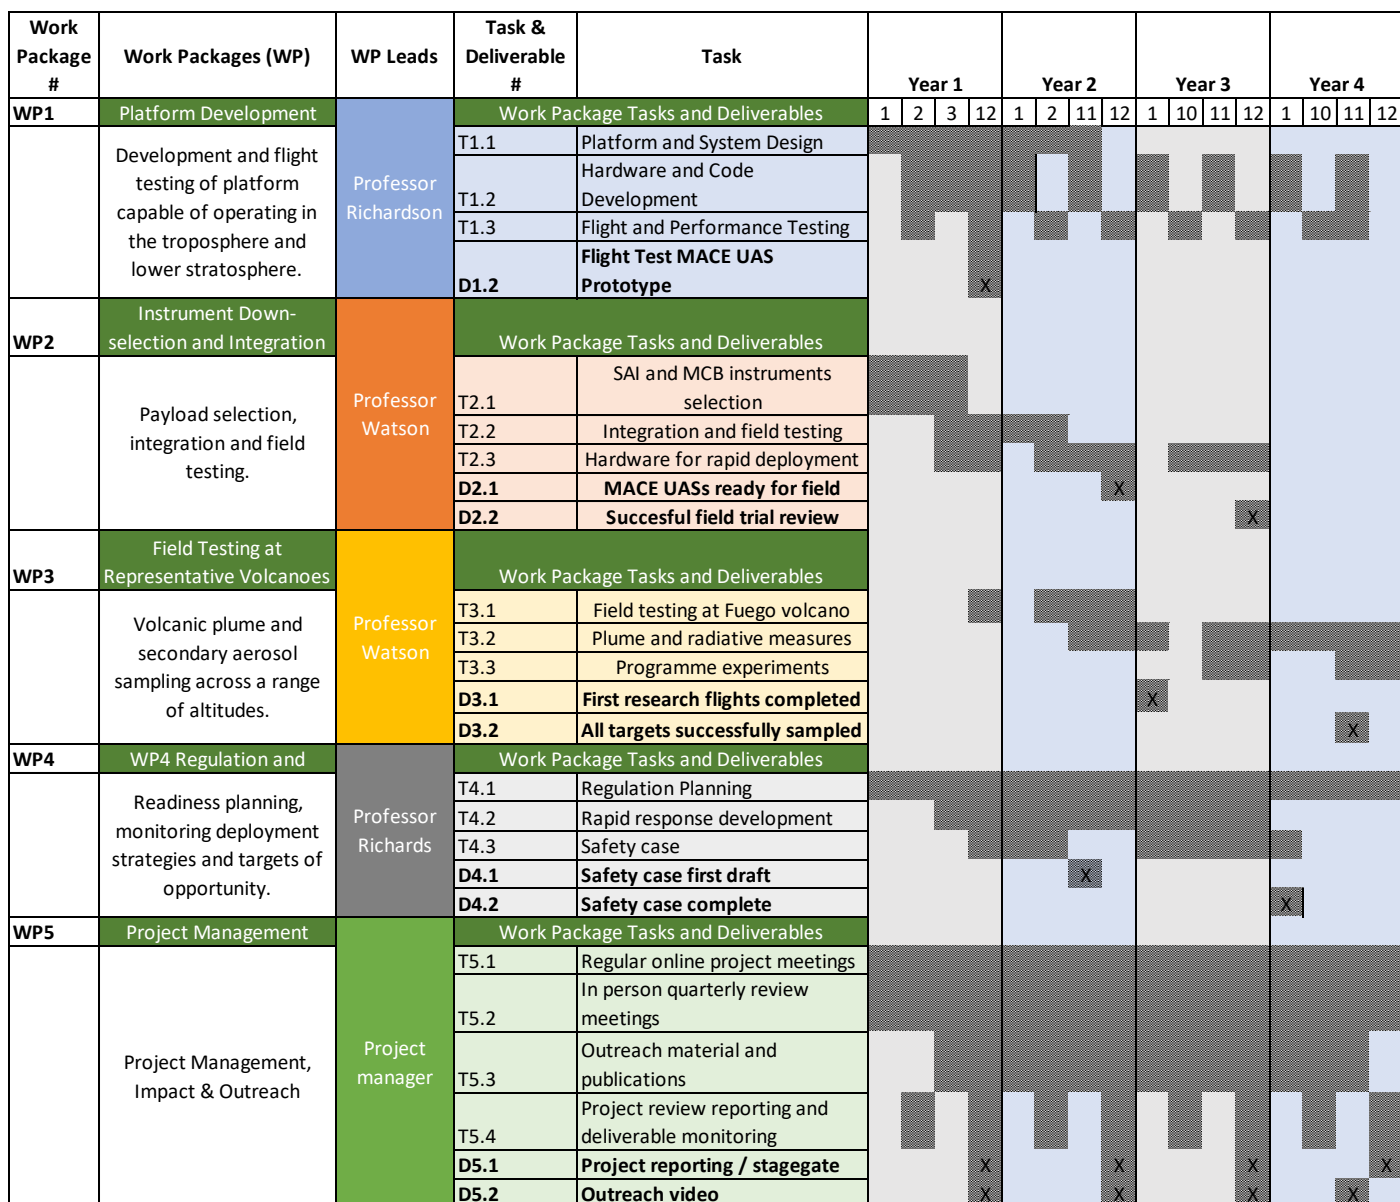 Work Package # Work Packages (WP) WP Leads Task & Deliverable # Task Year 1 Year 2 Year 3 Year 4
WP1 Platform Development Work Package Tasks and Deliverables 1 2 3 12 1 2 11 12 1 10 11 12 1 10 11 12
Development and flight testing of platform capable of operating in the troposphere and lower stratosphere.
Professor Richardson
T1.1 Platform and System Design
T1.2 Hardware and Code Development
T1.3 Flight and Performance Testing
D1.2 Flight Test MACE UAS Prototype X
WP2 Instrument Down-selection and Integration Work Package Tasks and Deliverables
Payload selection, integration and field testing.
Professor Watson
T2.1 SAI and MCB instruments selection
T2.2 Integration and field testing
T2.3 Hardware for rapid deployment
D2.1 MACE UASs ready for field X
D2.2 Succesful field trial review X
WP3 Field Testing at Representative Volcanoes Work Package Tasks and Deliverables
Volcanic plume and secondary aerosol sampling across a range of altitudes.
Professor Watson
T3.1 Field testing at Fuego volcano
T3.2 Plume and radiative measures
T3.3 Programme experiments
D3.1 First research flights completed X
D3.2 All targets successfully sampled X
WP4 WP4 Regulation and Work Package Tasks and Deliverables
Readiness planning, monitoring deployment strategies and targets of opportunity.
Professor Richards
T4.1 Regulation Planning
T4.2 Rapid response development
T4.3 Safety case
D4.1 Safety case first draft X
D4.2 Safety case complete X
WP5 Project Management Work Package Tasks and Deliverables
Project Management, Impact & Outreach
Project manager
T5.1 Regular online project meetings
T5.2 In person quarterly review meetings
T5.3 Outreach material and publications
T5.4 Project review reporting and deliverable monitoring
D5.1 Project reporting / stagegate X X X X
D5.2 Outreach video X X X X